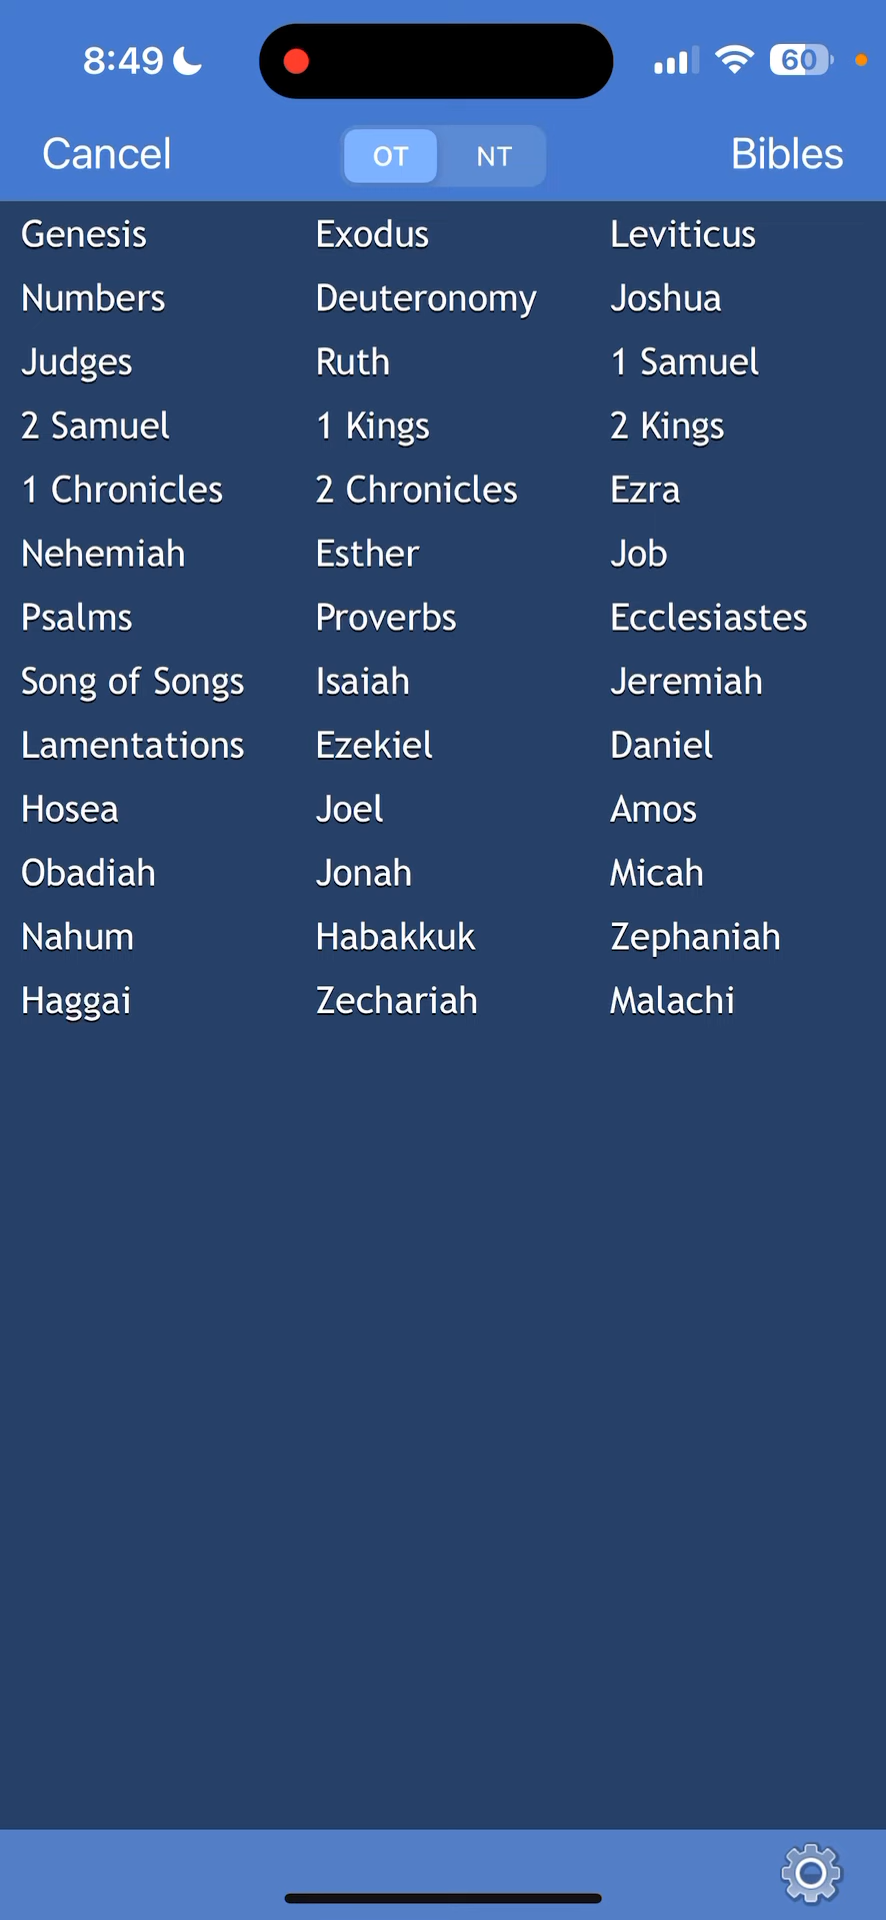 8:49 60
Cancel OT NT Bibles
Genesis Exodus Leviticus
Numbers Deuteronomy Joshua
Judges Ruth 1 Samuel
2 Samuel 1 Kings 2 Kings
1 Chronicles 2 Chronicles Ezra
Nehemiah Esther Job
Psalms Proverbs Ecclesiastes
Song of Songs Isaiah Jeremiah
Lamentations Ezekiel Daniel
Hosea Joel Amos
Obadiah Jonah Micah
Nahum Habakkuk Zephaniah
Haggai Zechariah Malachi